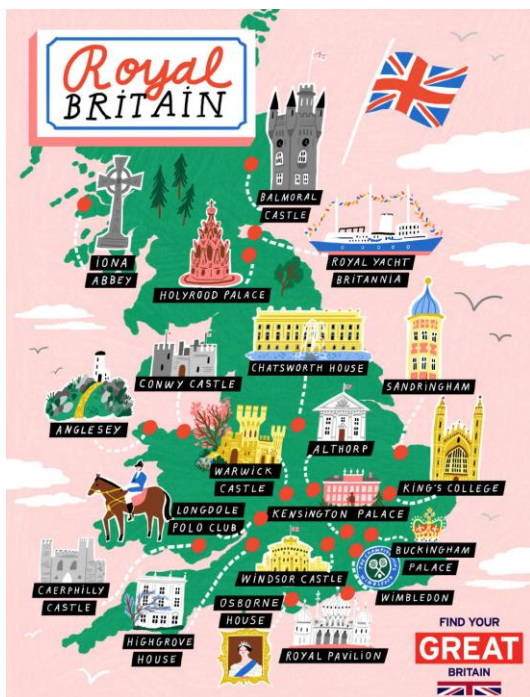 Royal
BRITAIN
BALMORAL
CASTLE
IONA
ABBEY
ROYAL YACHT
BRITANNIA
HOLYROOD PALACE
CHATSWORTH HOUSE
CONWY CASTLE
SANDRINGHAM
ANGLESEY
ALTHORP
WARWICK
CASTLE
KING'S COLLEGE
LONGDOLE
POLO CLUB
KENSINGTON PALACE
BUCKINGHAM
PALACE
WINDSOR CASTLE
CAERPHILLY
CASTLE
WIMBLEDON
OSBORNE
HOUSE
HIGHGROVE
HOUSE
ROYAL PAVILION
FIND YOUR
GREAT
BRITAIN